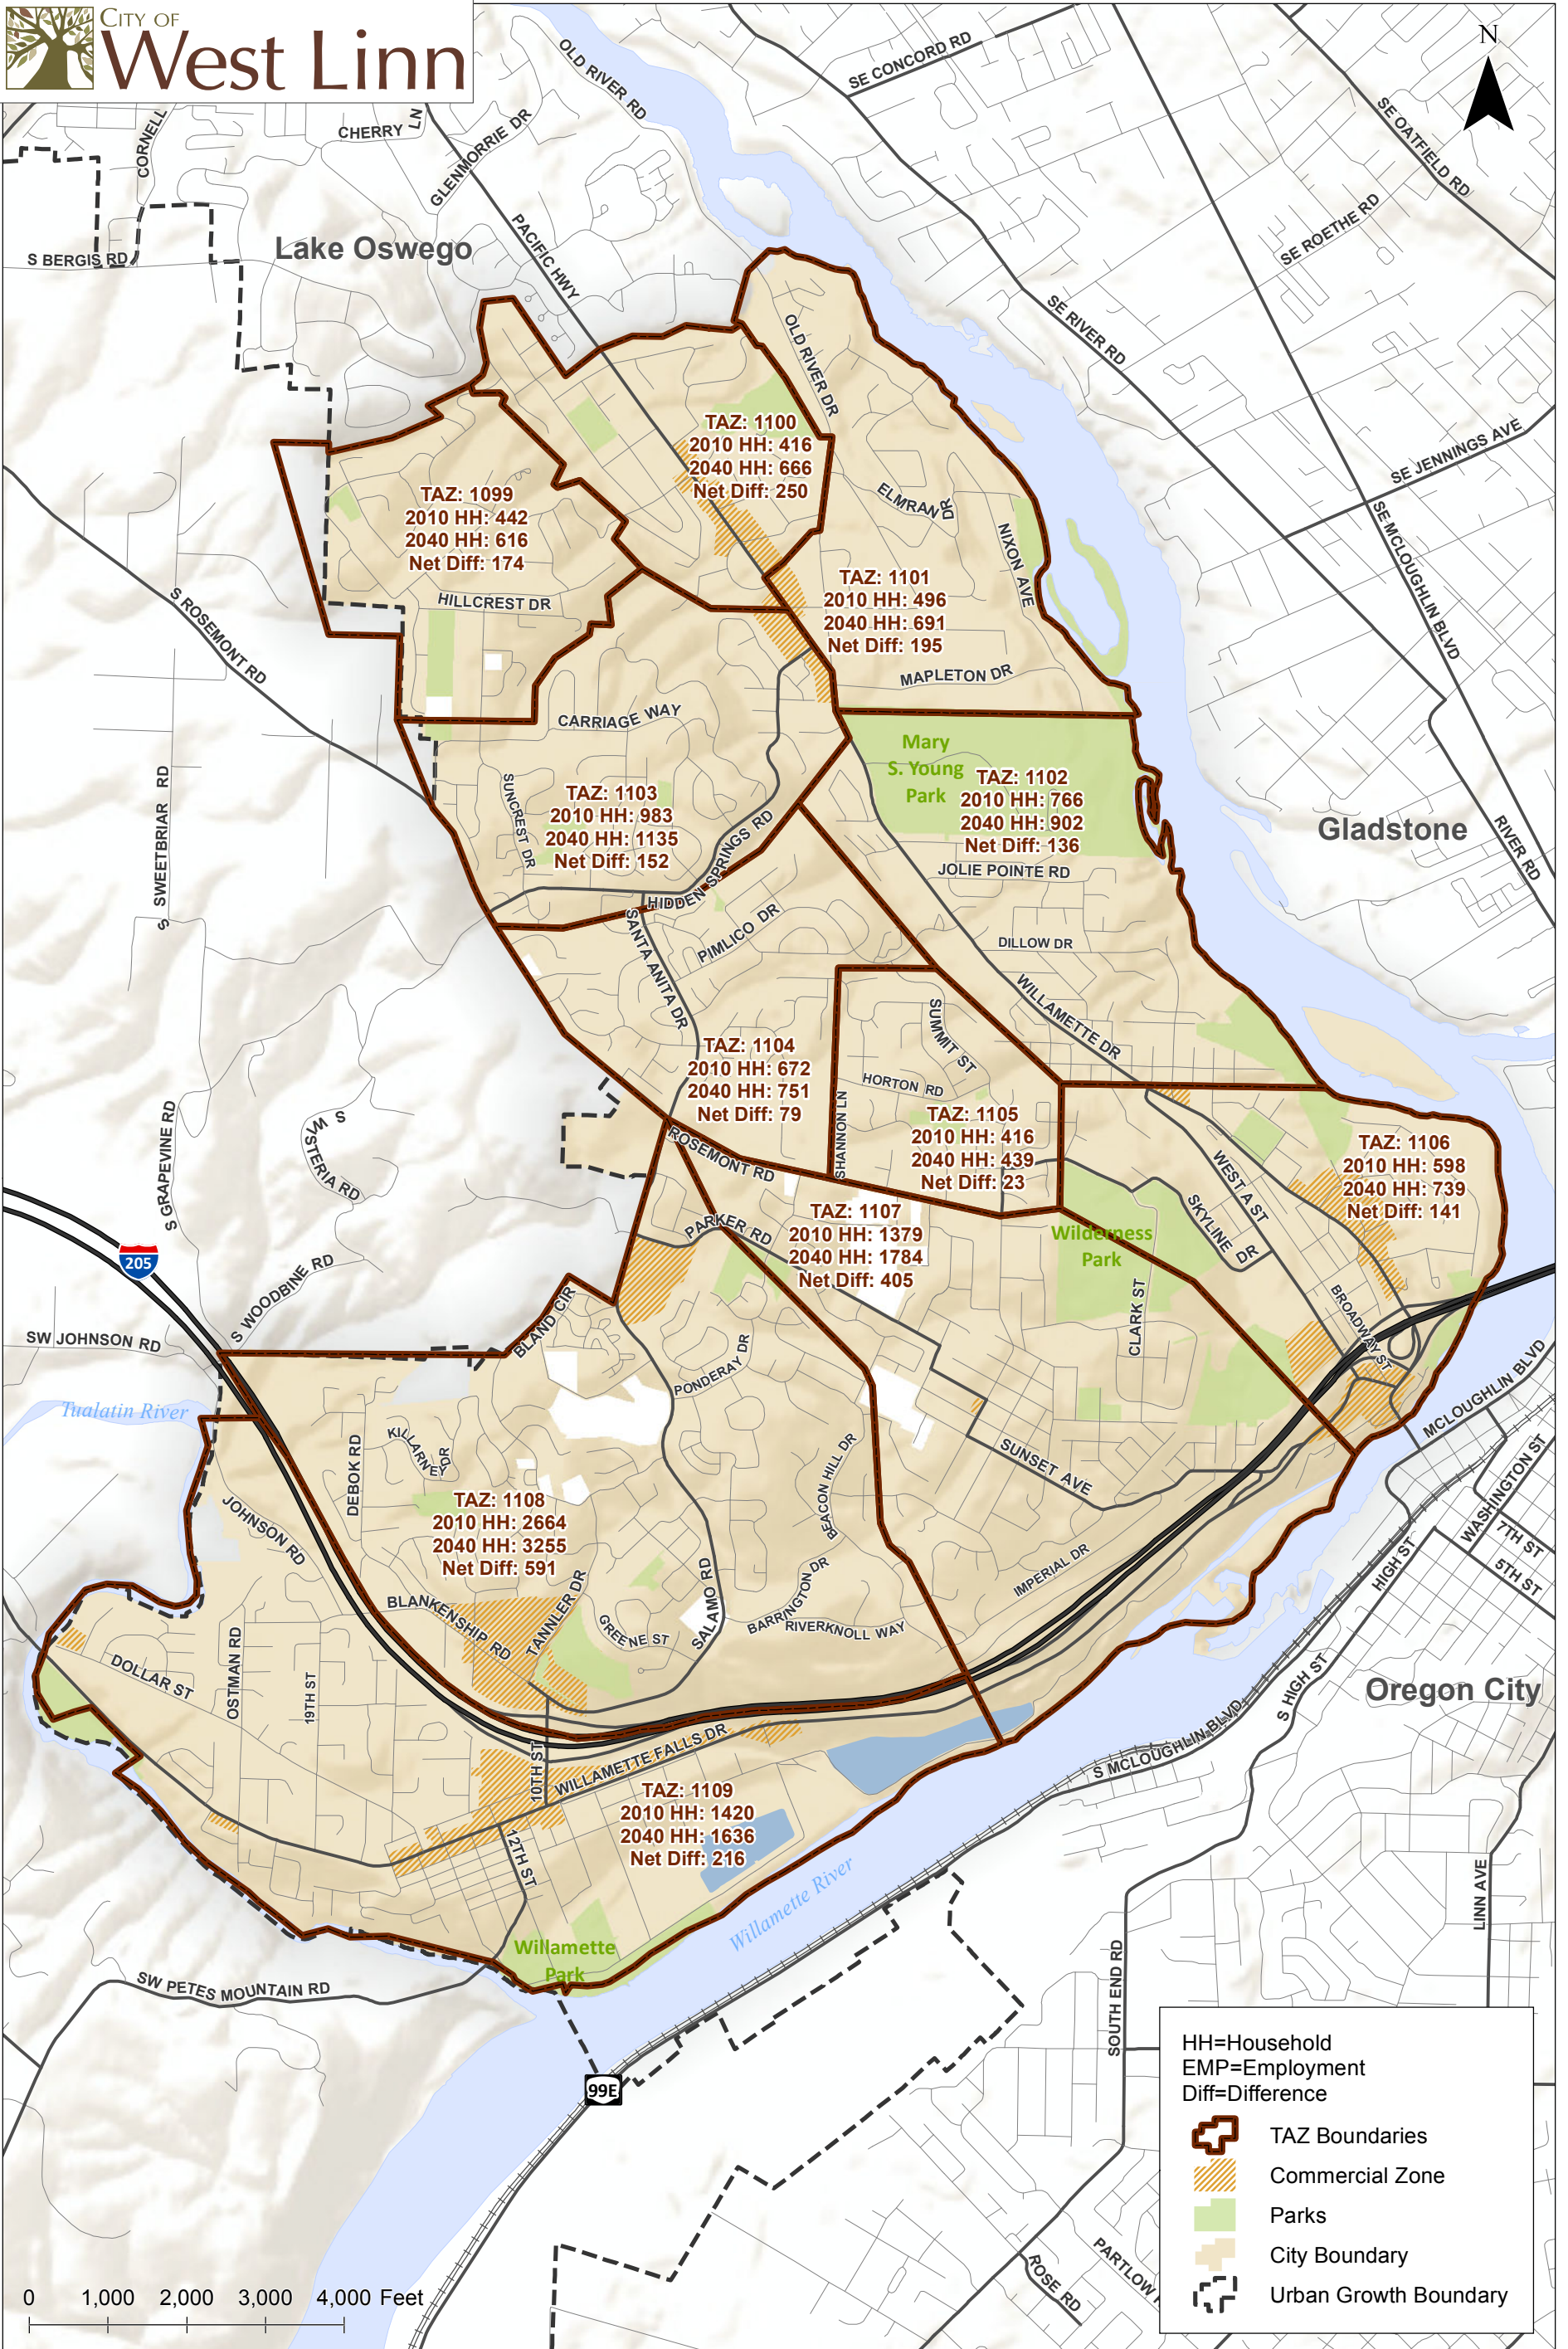 CITY OF
West Linn
N
OLD RIVER RD
SE CONCORD RD
SE OATFIELD RD
CORNELL
CHERRY LN
GLENMORRIE DR
PACIFIC HWY
SE ROETHE RD
S BERGIS RD
Lake Oswego
SE RIVER RD
OLD RIVER DR
TAZ: 1100
2010 HH: 416
2040 HH: 666
Net Diff: 250
SE JENNINGS AVE
TAZ: 1099
2010 HH: 442
2040 HH: 616
Net Diff: 174
ELMRAN DR
NIXON AVE
SE MCLOUGHLIN BLVD
TAZ: 1101
2010 HH: 496
2040 HH: 691
Net Diff: 195
HILLCREST DR
S ROSEMONT RD
MAPLETON DR
CARRIAGE WAY
Mary
S. Young
Park
TAZ: 1102
2010 HH: 766
2040 HH: 902
Net Diff: 136
S SWEETBRIAR RD
SUNCREST DR
TAZ: 1103
2010 HH: 983
2040 HH: 1135
Net Diff: 152
Gladstone
RIVER RD
JOLIE POINTE RD
HIDDEN SPRINGS RD
SANTA ANITA DR
PIMLICO DR
DILLOW DR
WILLAMETTE DR
SUMMIT ST
TAZ: 1104
2010 HH: 672
2040 HH: 751
Net Diff: 79
HORTON RD
SHANNON LN
TAZ: 1105
2010 HH: 416
2040 HH: 439
Net Diff: 23
S GRAPEVINE RD
S WYSTERIA RD
ROSEMONT RD
TAZ: 1106
2010 HH: 598
2040 HH: 739
Net Diff: 141
WEST A ST
SKYLINE DR
PARKER RD
TAZ: 1107
2010 HH: 1379
2040 HH: 1784
Net Diff: 405
Wilderness
Park
205
S WOODBINE RD
CLARK ST
BROADWAY ST
SW JOHNSON RD
BLAND CIR
PONDERAY DR
MCLOUGHLIN BLVD
Tualatin River
DEBOK RD
KILLARNEY DR
BEACON HILL DR
SUNSET AVE
WASHINGTON ST
7TH ST
5TH ST
HIGH ST
JOHNSON RD
TAZ: 1108
2010 HH: 2664
2040 HH: 3255
Net Diff: 591
IMPERIAL DR
BLANKENSHIP RD
TANNLER DR
GREENE ST
SALAMO RD
BARRINGTON DR
RIVERKNOLL WAY
DOLLAR ST
OSTMAN RD
19TH ST
S HIGH ST
Oregon City
10TH ST
WILLAMETTE FALLS DR
S MCLOUGHLIN BLVD
TAZ: 1109
2010 HH: 1420
2040 HH: 1636
Net Diff: 216
12TH ST
Willamette River
LINN AVE
Willamette
Park
SOUTH END RD
SW PETES MOUNTAIN RD
99E
HH=Household
EMP=Employment
Diff=Difference
TAZ Boundaries
Commercial Zone
Parks
City Boundary
Urban Growth Boundary
ROSE RD
PARTLOW
0 1,000 2,000 3,000 4,000 Feet